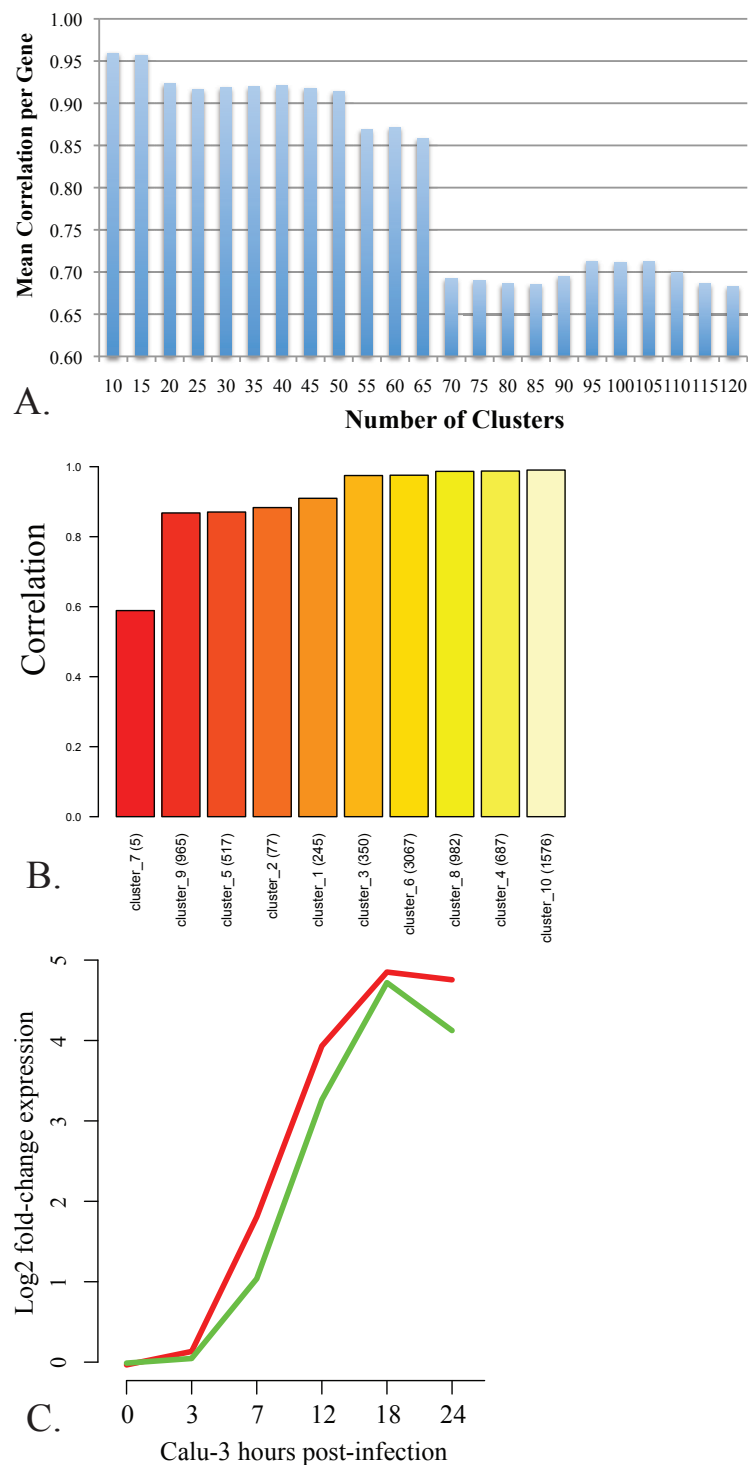 1.00
0.95
0.90
0.85
0.80
0.75
0.70
0.65
0.60
Mean Correlation per Gene
10 15 20 25 30 35 40 45 50 55 60 65 70 75 80 85 90 95 100 105 110 115 120
A.
Number of Clusters
1.0
0.8
0.6
0.4
0.2
0.0
Correlation
cluster_7 (5)
cluster_9 (965)
cluster_5 (517)
cluster_2 (77)
cluster_1 (245)
cluster_3 (350)
cluster_6 (3067)
cluster_8 (982)
cluster_4 (687)
cluster_10 (1576)
B.
5
4
3
2
1
0
Log2 fold-change expression
0 3 7 12 18 24
C.
Calu-3 hours post-infection